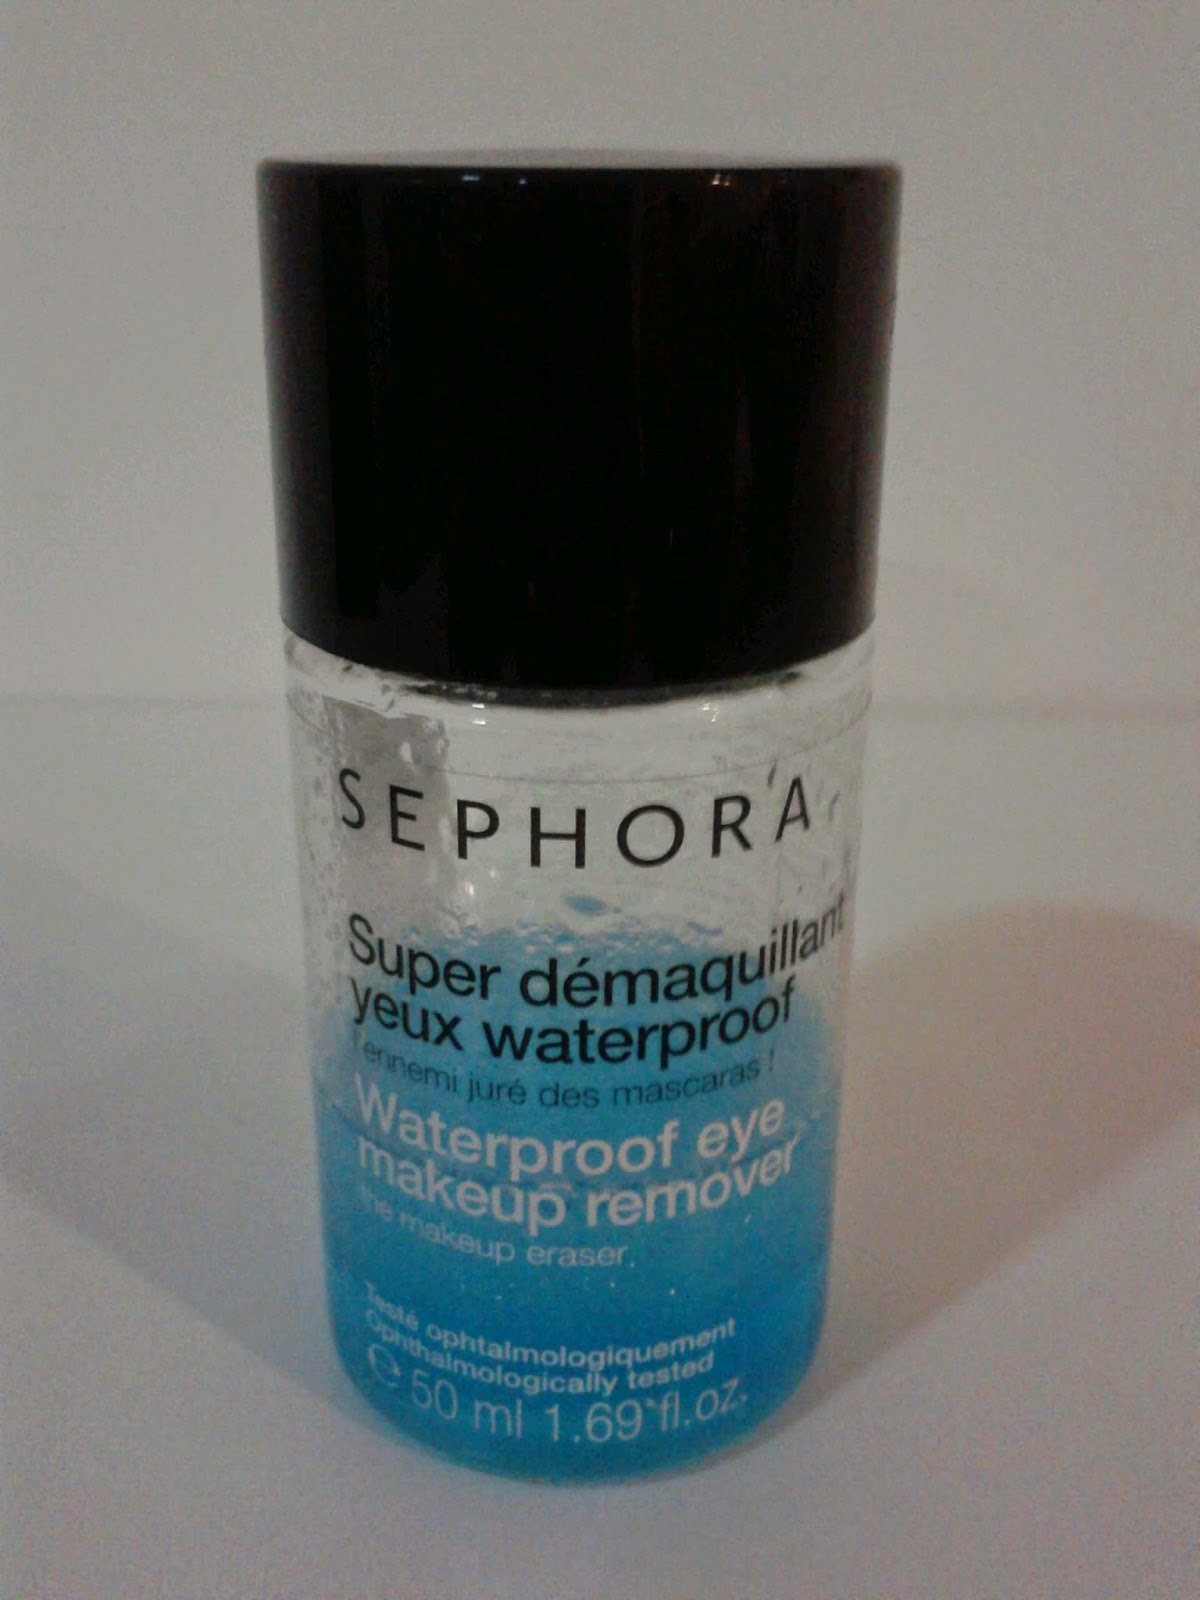 SEPHORA
Super démaquillant
yeux waterproof
l'ennemi juré des mascaras !
Waterproof eye
makeup remover
the makeup eraser.
Testé ophtalmologiquement
Ophthalmologically tested
℮ 50 ml 1.69 fl.oz.